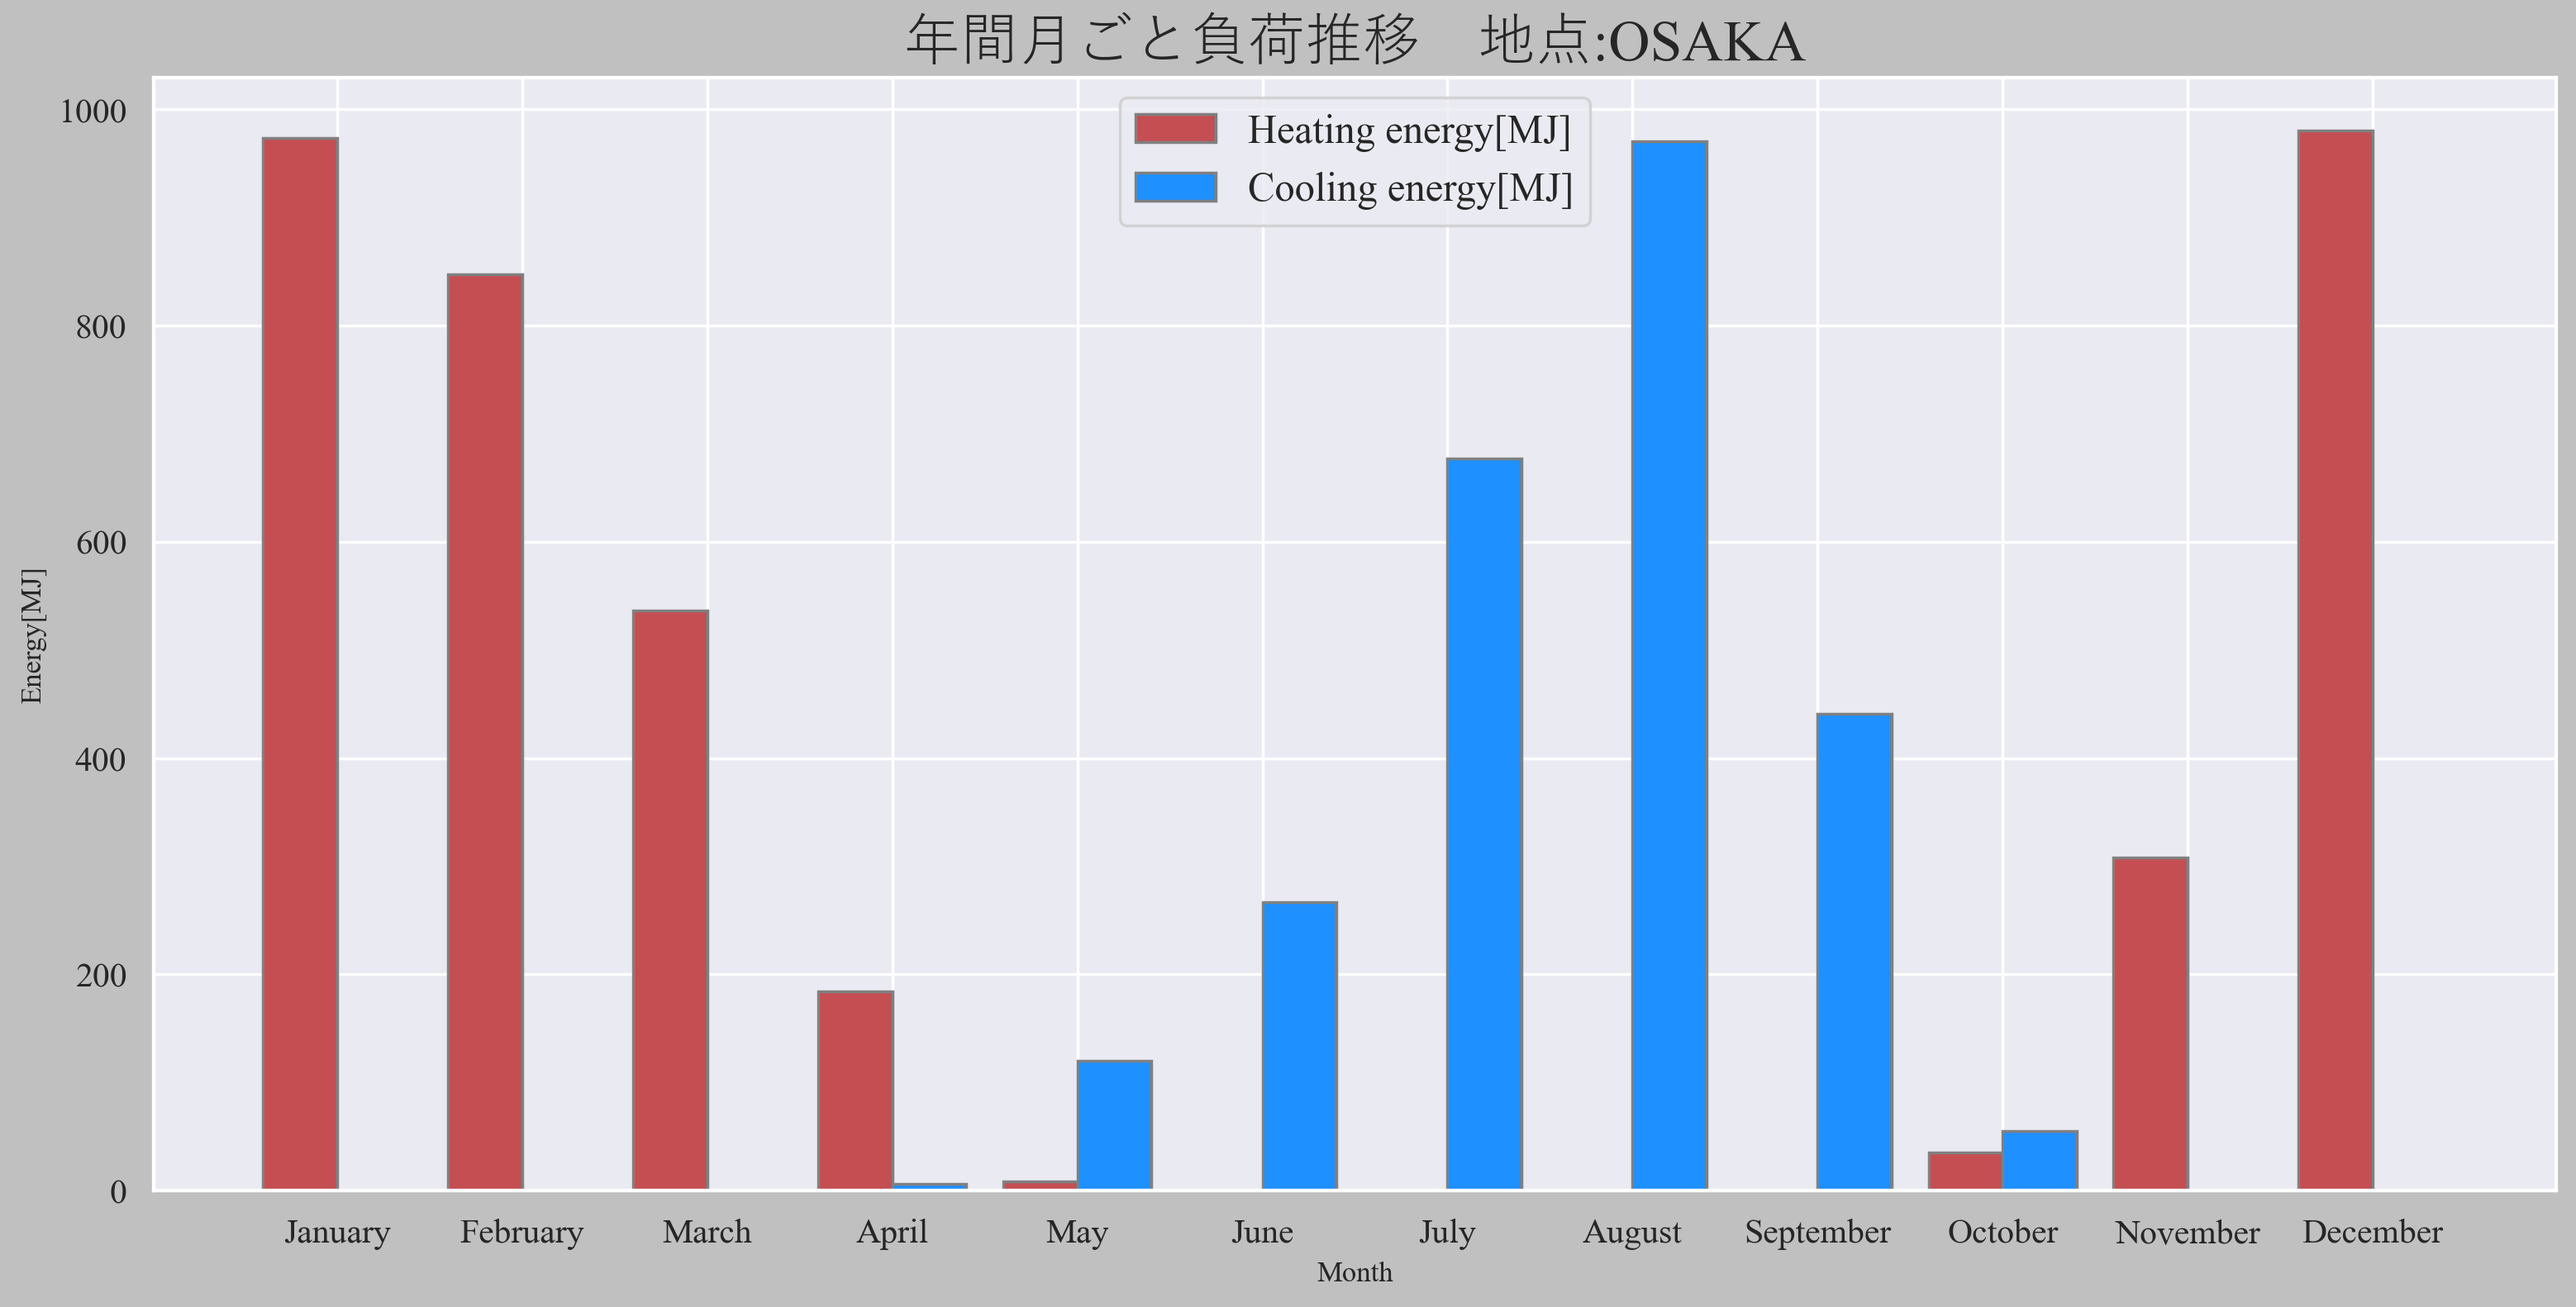 年間月ごと負荷推移　地点:OSAKA
Heating energy[MJ]
Cooling energy[MJ]
1000
800
600
400
200
0
Energy[MJ]
January February March April May June July August September October November December
Month